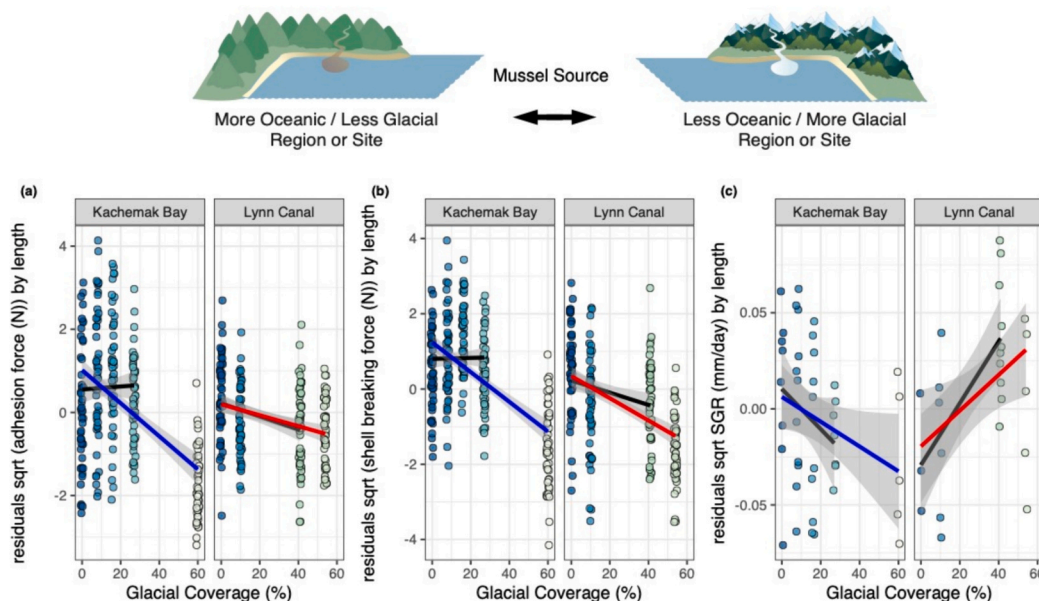 Mussel Source
More Oceanic / Less Glacial
Region or Site
Less Oceanic / More Glacial
Region or Site
(a)
Kachemak Bay
Lynn Canal
residuals sqrt (adhesion force (N)) by length
4
2
0
-2
0 20 40 60 0 20 40 60
Glacial Coverage (%)
(b)
Kachemak Bay
Lynn Canal
residuals sqrt (shell breaking force (N)) by length
4
2
0
-2
-4
0 20 40 60 0 20 40 60
Glacial Coverage (%)
(c)
Kachemak Bay
Lynn Canal
residuals sqrt SGR (mm/day) by length
0.05
0.00
-0.05
0 20 40 60 0 20 40 60
Glacial Coverage (%)